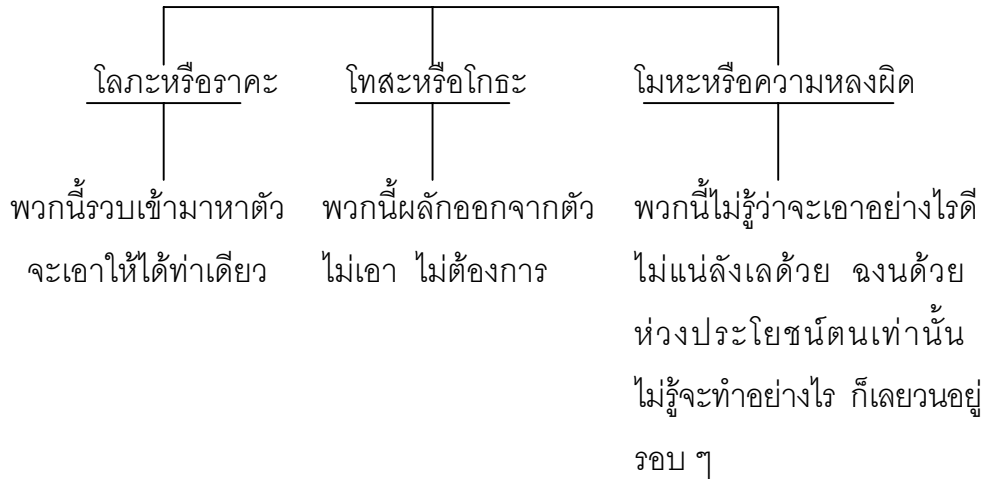 โลภะหรือราคะ
พวกนี้รวบเข้ามาหาตัว
จะเอาให้ได้ท่าเดียว
โทสะหรือโกธะ
พวกนี้ผลักออกจากตัว
ไม่เอา ไม่ต้องการ
โมหะหรือความหลงผิด
พวกนี้ไม่รู้ว่าจะเอาอย่างไรดี
ไม่แน่ลังเลด้วย ฉงนด้วย
ห่วงประโยชน์ตนเท่านั้น
ไม่รู้จะทำอย่างไร ก็เลยวนอยู่
รอบ ๆ